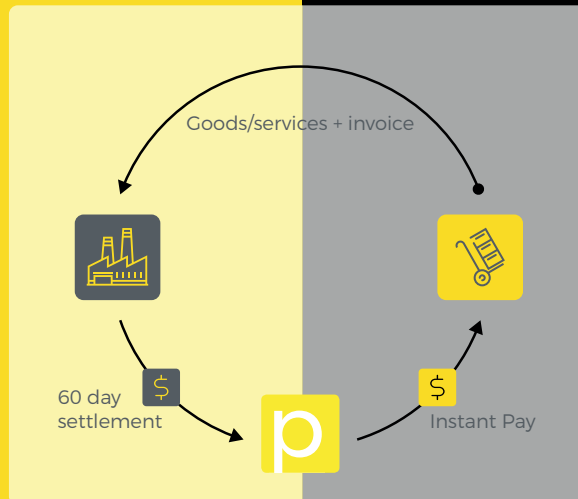 Goods/services + invoice
$
$
60 day
settlement
Instant Pay
p